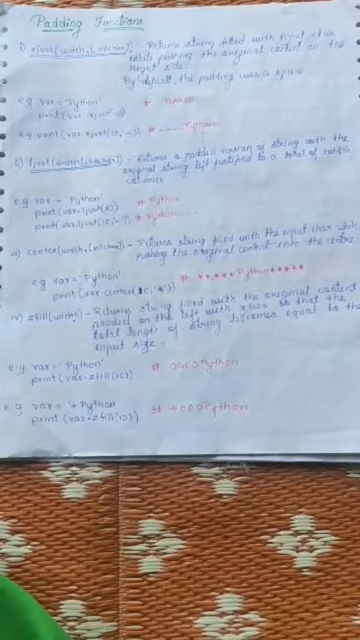 Padding Functions
i) rjust(width,[fillchar]) - Returns string filled with input char
while pushing the original content on the
right side.
- By default, the padding uses a space
e.g var = 'Python'
print(var.rjust(10)) # Python
e.g print(var.rjust(10,'-')) # ----Python
ii) ljust(width,[fillchar]) - Returns a padded version of string with the
original string left justified to a total of width
columns.
e.g var = 'Python'
print(var.ljust(10)) # Python
print(var.ljust(10,'-')) # Python----
iii) center(width,[fillchar]) - Returns string filled with the input char while
pushing the original content into the centre.
e.g var = 'Python'
print(var.center( '*')) # *****Python*****
iv) zfill(width) - Returns string filled with the original content
padded on the left with zeros so that the
total length of string becomes equal to the
input size.
e.g var = 'Python'
print(var.zfill(10)) # 0000Python
e.g var = '+Python
print(var.zfill(10)) # +000Python